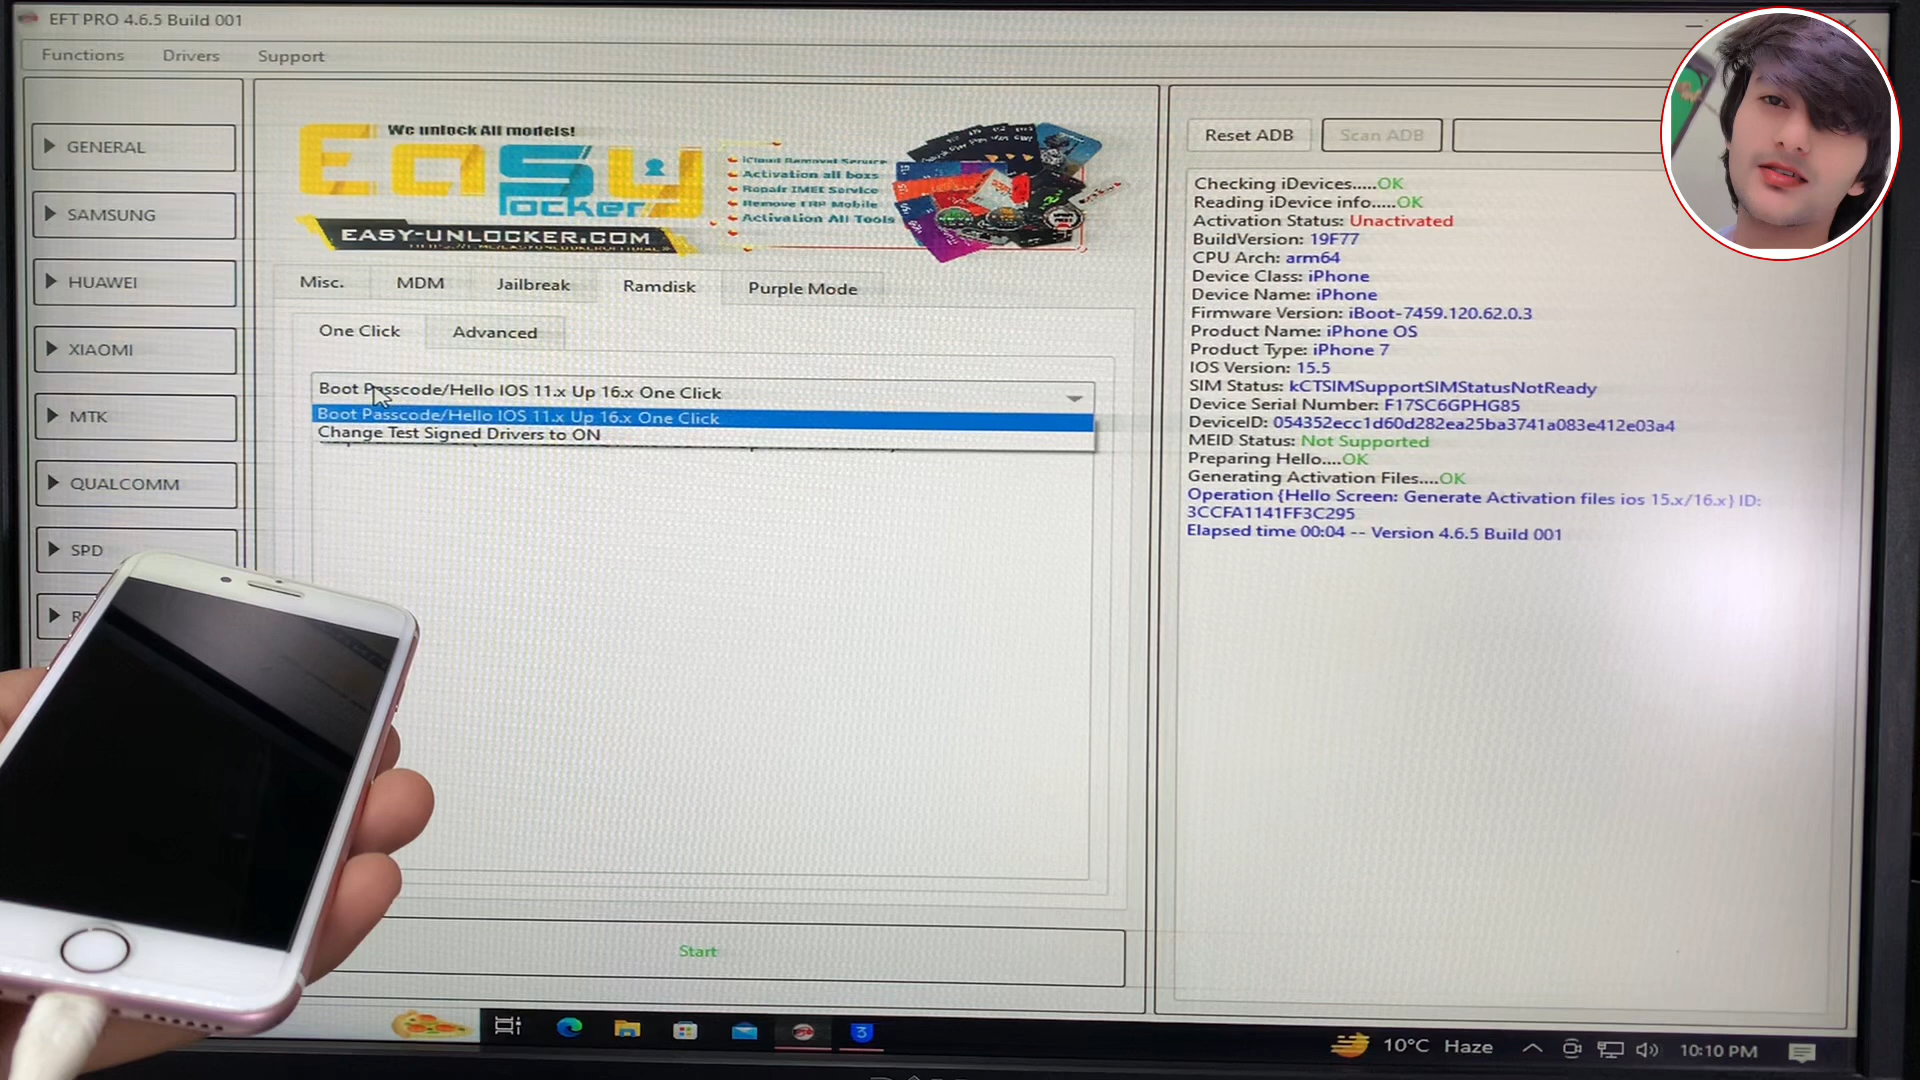 EFT PRO 4.6.5 Build 001
Functions Drivers Support
GENERAL
SAMSUNG
HUAWEI
XIAOMI
MTK
QUALCOMM
SPD
We unlock All models!
Easy
locker
EASY-UNLOCKER.COM
iCloud Removal Service
Activation all boxs
Repair IMEI Service
Remove FRP Mobile
Activation All Tools
Misc. MDM Jailbreak Ramdisk Purple Mode
One Click Advanced
Boot Passcode/Hello IOS 11.x Up 16.x One Click
Boot Passcode/Hello IOS 11.x Up 16.x One Click
Change Test Signed Drivers to ON
Start
Reset ADB Scan ADB
Checking iDevices.....OK
Reading iDevice info.....OK
Activation Status: Unactivated
BuildVersion: 19F77
CPU Arch: arm64
Device Class: iPhone
Device Name: iPhone
Firmware Version: iBoot-7459.120.62.0.3
Product Name: iPhone OS
Product Type: iPhone 7
IOS Version: 15.5
SIM Status: kCTSIMSupportSIMStatusNotReady
Device Serial Number: F17SC6GPHG85
DeviceID: 054352ecc1d60d282ea25ba3741a083e412e03a4
MEID Status: Not Supported
Preparing Hello....OK
Generating Activation Files....OK
Operation {Hello Screen: Generate Activation files ios 15.x/16.x} ID:
3CCFA1141FF3C295
Elapsed time 00:04 -- Version 4.6.5 Build 001
10°C Haze 10:10 PM